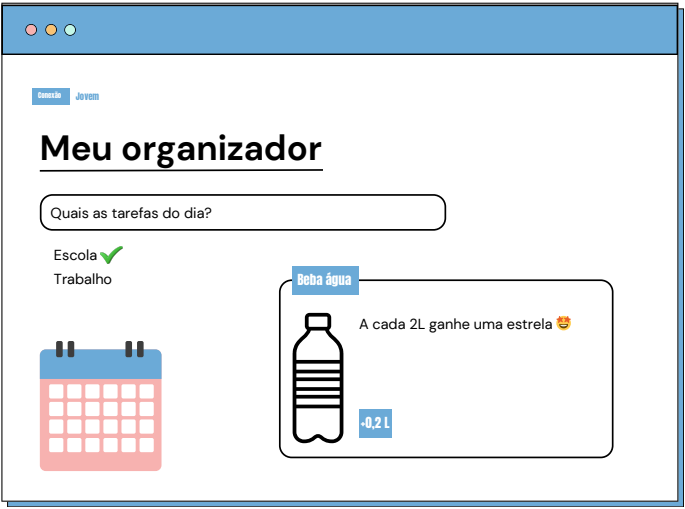 Conexão Jovem
Meu organizador
Quais as tarefas do dia?
Escola
Trabalho
Beba água
A cada 2L ganhe uma estrela 🤩
+0,2 L